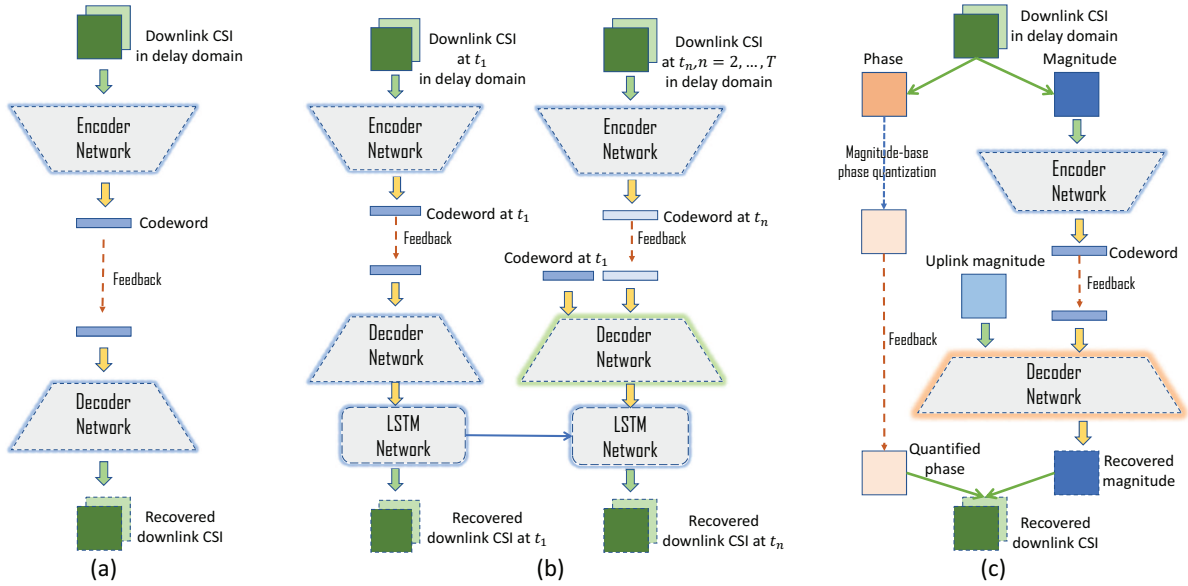 Downlink CSI
in delay domain
Encoder
Network
Codeword
Feedback
Decoder
Network
Recovered
downlink CSI
(a)
Downlink CSI
at t₁
in delay domain
Encoder
Network
Codeword at t₁
Feedback
Decoder
Network
LSTM
Network
Recovered
downlink CSI at t₁
Downlink CSI
at tₙ, n = 2, ..., T
in delay domain
Encoder
Network
Codeword at tₙ
Feedback
Codeword at t₁
Decoder
Network
LSTM
Network
Recovered
downlink CSI at tₙ
(b)
Downlink CSI
in delay domain
Phase
Magnitude
Magnitude-base
phase quantization
Encoder
Network
Codeword
Uplink magnitude
Feedback
Feedback
Decoder
Network
Quantified
phase
Recovered
magnitude
Recovered
downlink CSI
(c)